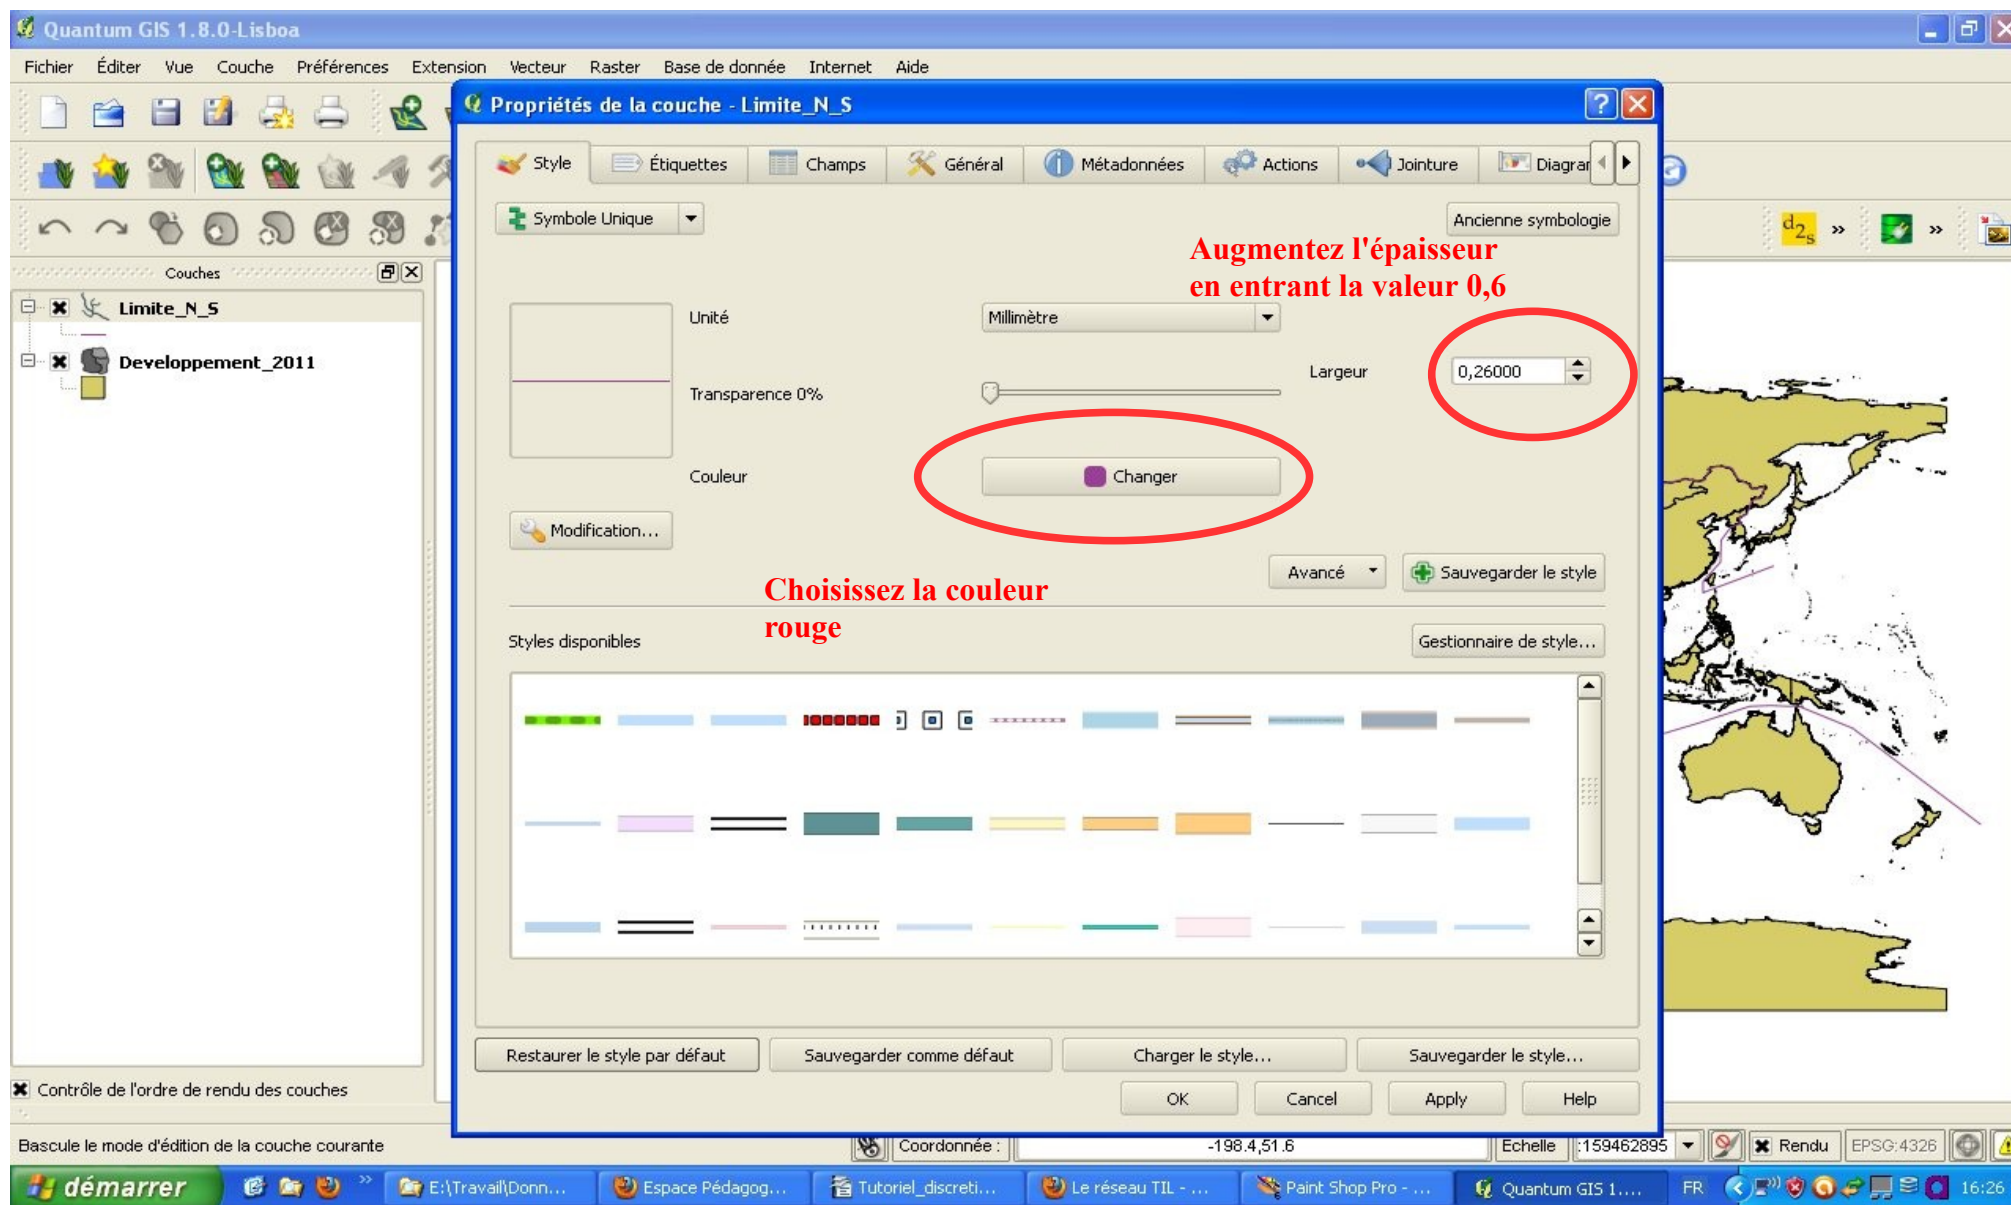 Quantum GIS 1.8.0-Lisboa
Fichier Éditer Vue Couche Préférences Extension Vecteur Raster Base de donnée Internet Aide
Propriétés de la couche - Limite_N_S
Style Étiquettes Champs Général Métadonnées Actions Jointure Diagrar
Symbole Unique
Ancienne symbologie
d2s » »
Augmentez l'épaisseur
en entrant la valeur 0,6
Couches
Limite_N_S
Developpement_2011
Unité
Millimètre
Largeur
0,26000
Transparence 0%
Couleur
Changer
Modification...
Avancé
Sauvegarder le style
Choisissez la couleur
rouge
Styles disponibles
Gestionnaire de style...
Restaurer le style par défaut
Sauvegarder comme défaut
Charger le style...
Sauvegarder le style...
OK
Cancel
Apply
Help
Contrôle de l'ordre de rendu des couches
Bascule le mode d'édition de la couche courante
Coordonnée :
-198.4,51.6
Echelle
:159462895
Rendu
EPSG:4326
démarrer
»
E:\Travail\Donn...
Espace Pédagog...
Tutoriel_discreti...
Le réseau TIL - ...
Paint Shop Pro - ...
Quantum GIS 1....
FR
16:26